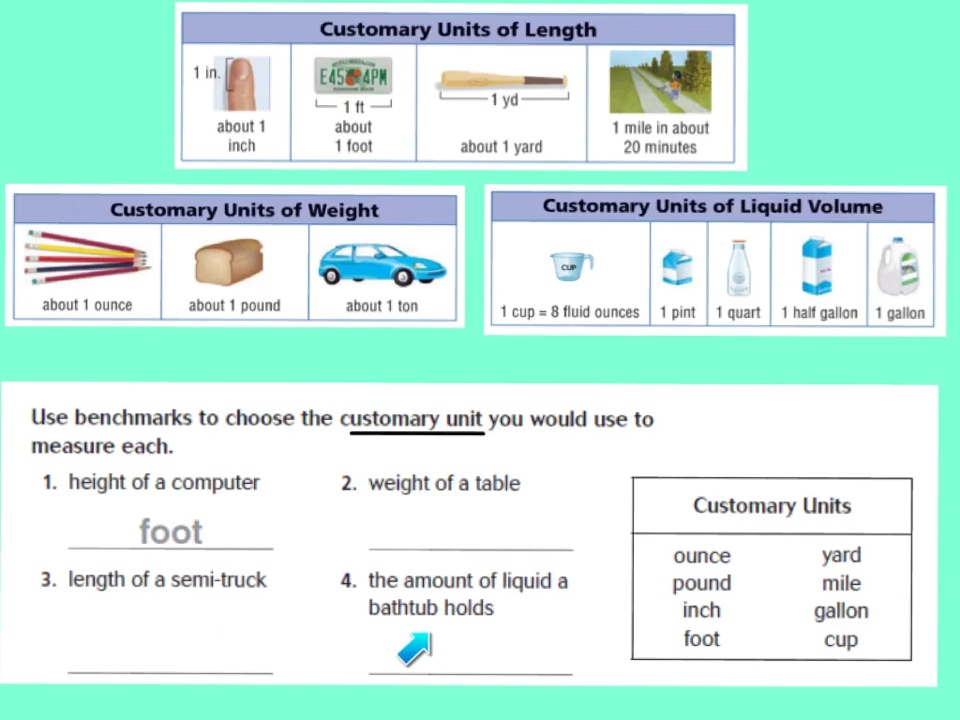 Customary Units of Length
1 in.
about 1
inch
E45 4PM
1 ft
about
1 foot
1 yd
about 1 yard
1 mile in about
20 minutes
Customary Units of Weight
about 1 ounce
about 1 pound
about 1 ton
Customary Units of Liquid Volume
CUP
1 cup = 8 fluid ounces
1 pint
1 quart
1 half gallon
1 gallon
Use benchmarks to choose the customary unit you would use to
measure each.
1. height of a computer
foot
2. weight of a table
3. length of a semi-truck
4. the amount of liquid a
bathtub holds
Customary Units
ounce yard
pound mile
inch gallon
foot cup